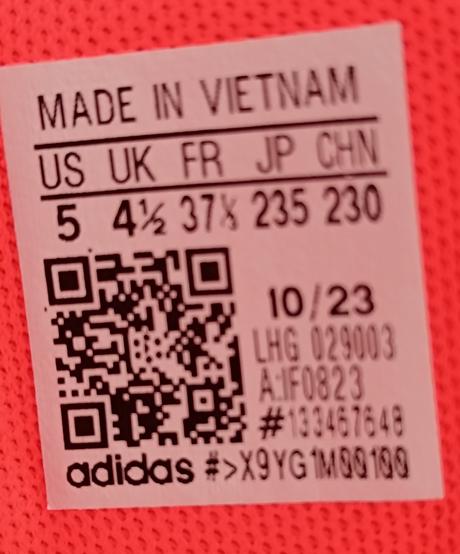 MADE IN VIETNAM
US UK FR JP CHN
5 4½ 37⅓ 235 230
10/23
LHG 029003
A:IF0823
#133467648
adidas #>X9YG1M00100